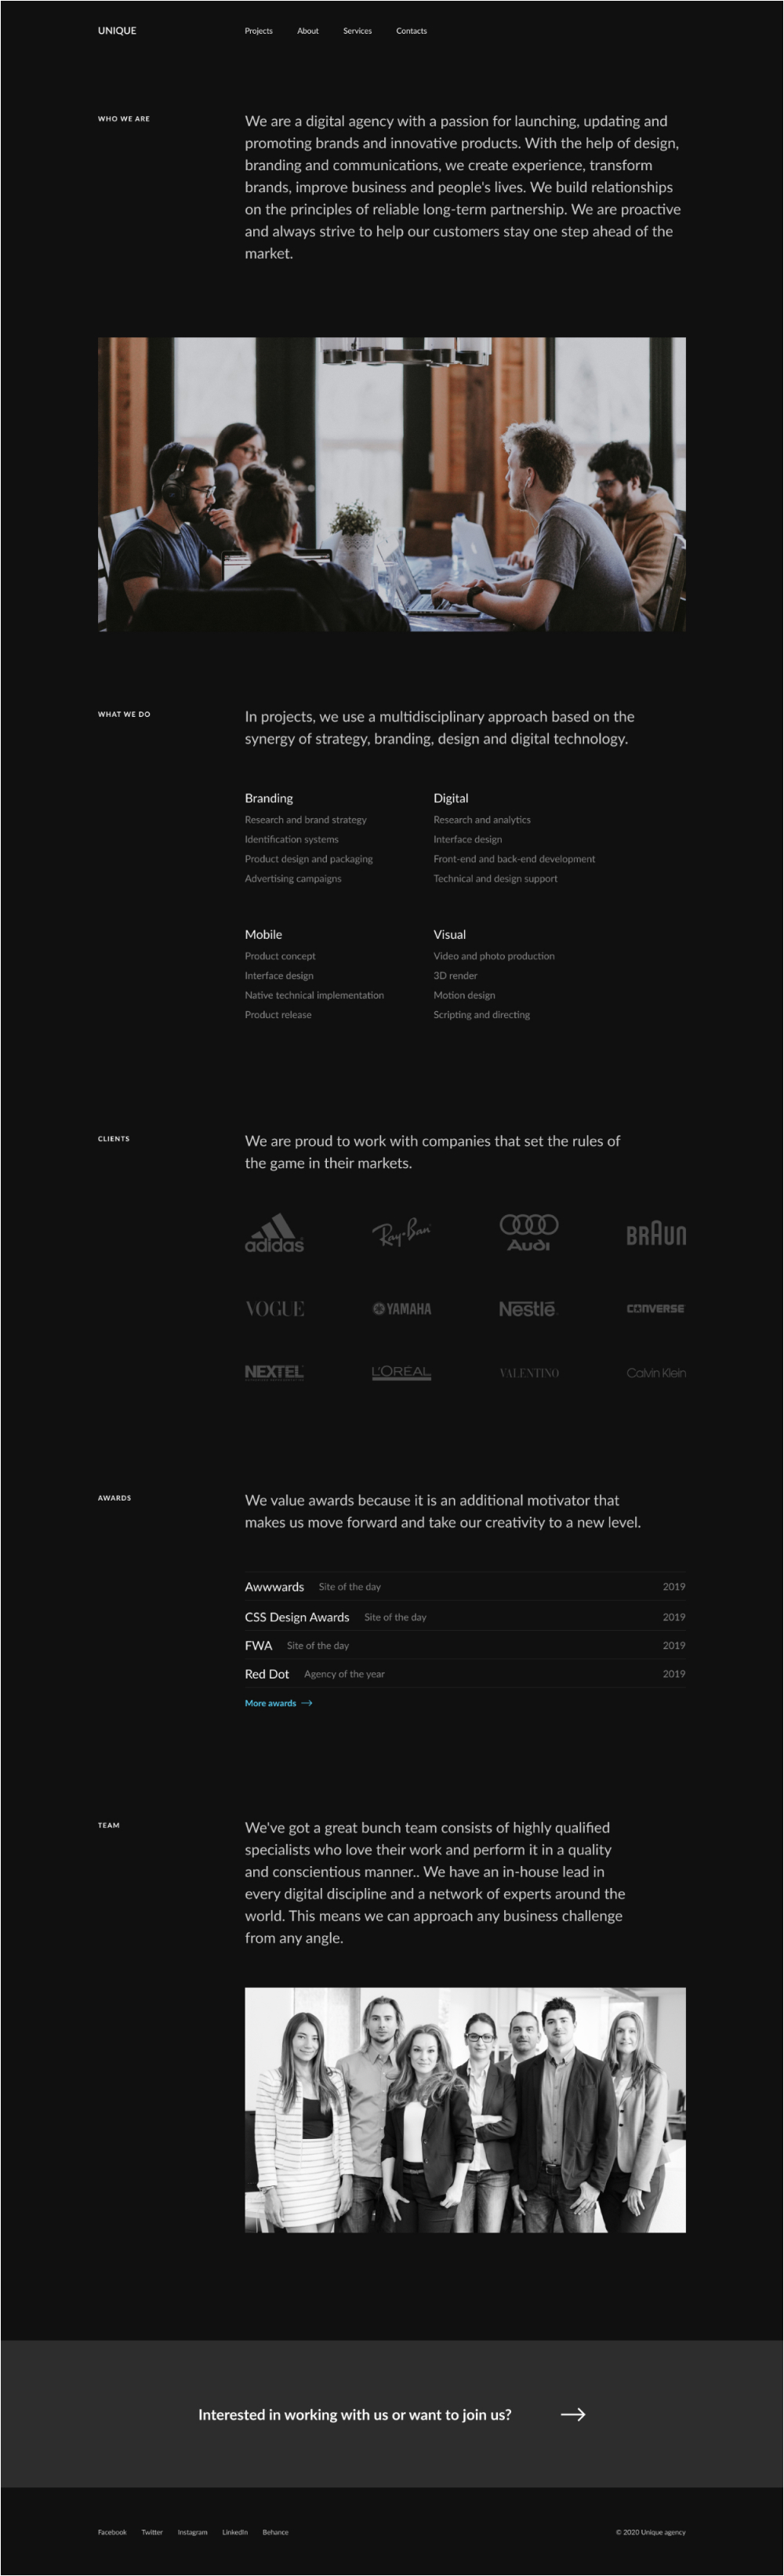 UNIQUE
Projects About Services Contacts
WHO WE ARE
We are a digital agency with a passion for launching, updating and
promoting brands and innovative products. With the help of design,
branding and communications, we create experience, transform
brands, improve business and people's lives. We build relationships
on the principles of reliable long-term partnership. We are proactive
and always strive to help our customers stay one step ahead of the
market.
WHAT WE DO
In projects, we use a multidisciplinary approach based on the
synergy of strategy, branding, design and digital technology.
Branding
Research and brand strategy
Identification systems
Product design and packaging
Advertising campaigns
Digital
Research and analytics
Interface design
Front-end and back-end development
Technical and design support
Mobile
Product concept
Interface design
Native technical implementation
Product release
Visual
Video and photo production
3D render
Motion design
Scripting and directing
CLIENTS
We are proud to work with companies that set the rules of
the game in their markets.
adidas Ray-Ban Audi BRAUN
VOGUE YAMAHA Nestlé CONVERSE
NEXTEL L'ORÉAL VALENTINO Calvin Klein
AWARDS
We value awards because it is an additional motivator that
makes us move forward and take our creativity to a new level.
Awwwards Site of the day 2019
CSS Design Awards Site of the day 2019
FWA Site of the day 2019
Red Dot Agency of the year 2019
More awards →
TEAM
We've got a great bunch team consists of highly qualified
specialists who love their work and perform it in a quality
and conscientious manner.. We have an in-house lead in
every digital discipline and a network of experts around the
world. This means we can approach any business challenge
from any angle.
Interested in working with us or want to join us? →
Facebook Twitter Instagram LinkedIn Behance © 2020 Unique agency